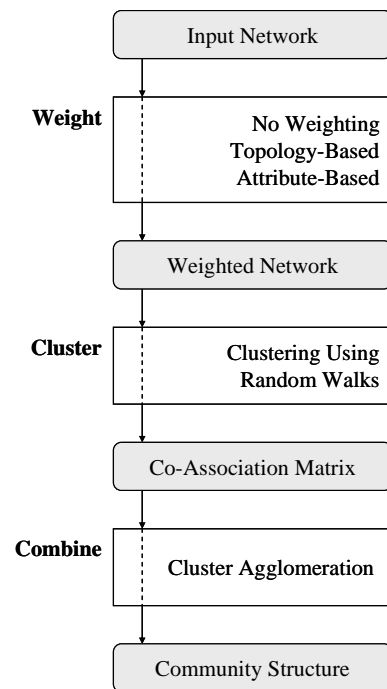 Input Network
Weight
No Weighting
Topology-Based
Attribute-Based
Weighted Network
Cluster
Clustering Using
Random Walks
Co-Association Matrix
Combine
Cluster Agglomeration
Community Structure